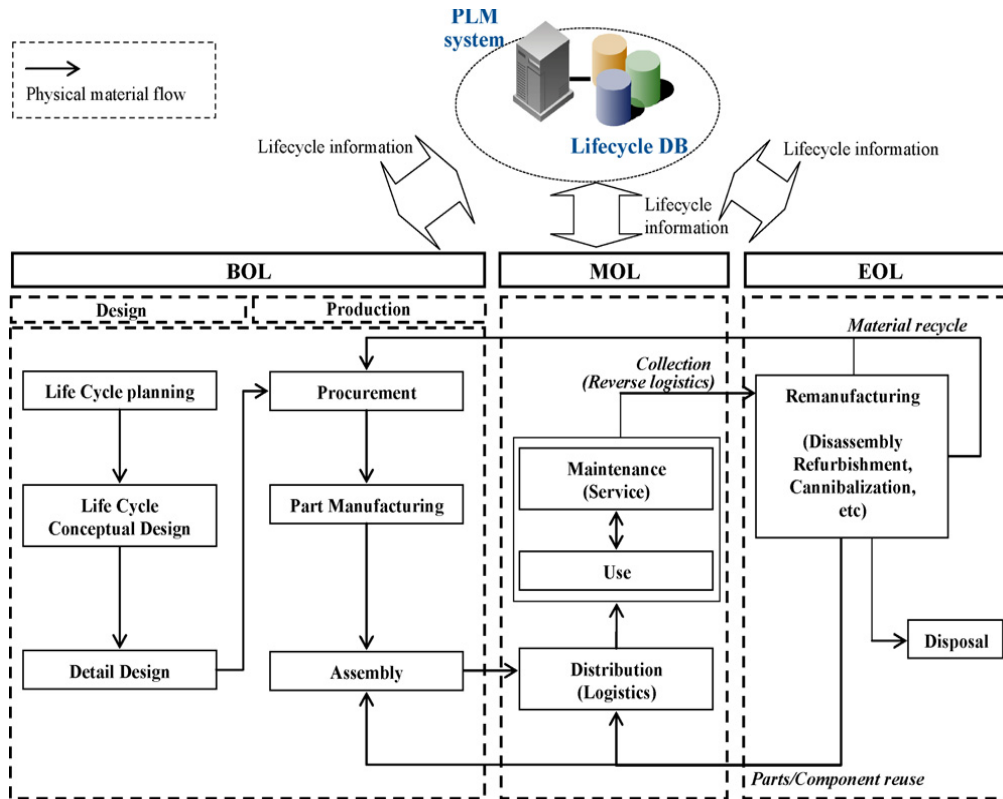 PLM
system
Physical material flow
Lifecycle DB
Lifecycle information
Lifecycle information
Lifecycle
information
BOL
MOL
EOL
Design
Production
Material recycle
Collection
(Reverse logistics)
Life Cycle planning
Procurement
Remanufacturing
(Disassembly
Refurbishment,
Cannibalization,
etc)
Maintenance
(Service)
Life Cycle
Conceptual Design
Part Manufacturing
Use
Disposal
Detail Design
Assembly
Distribution
(Logistics)
Parts/Component reuse